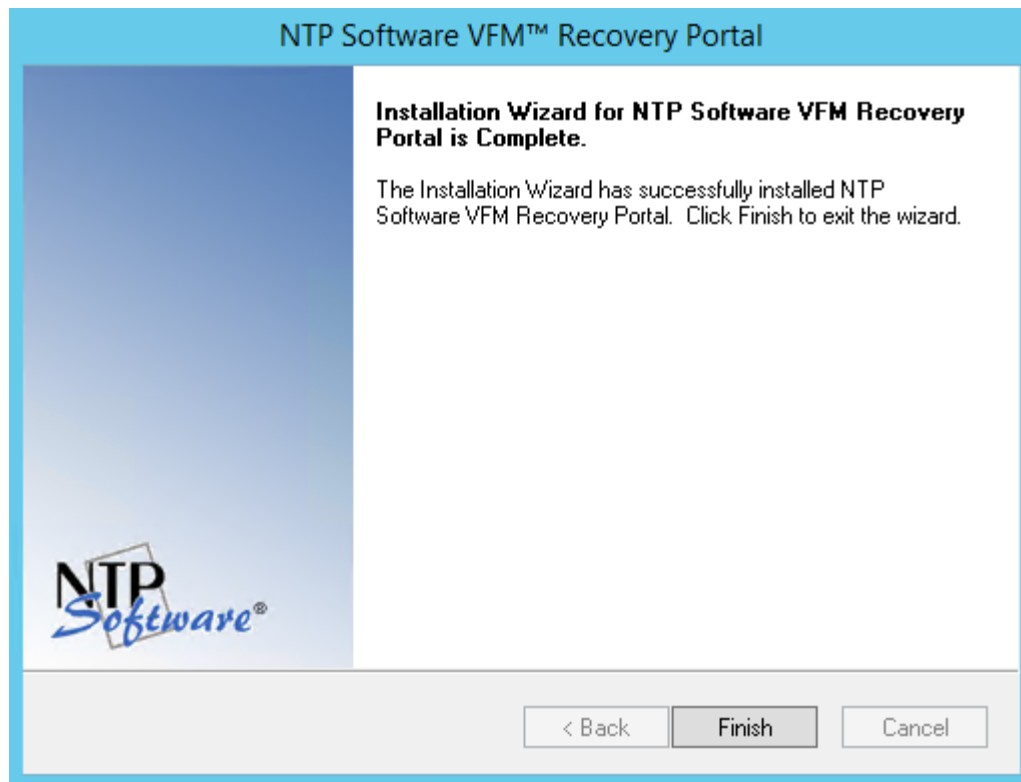 NTP Software VFM™ Recovery Portal
Installation Wizard for NTP Software VFM Recovery
Portal is Complete.
The Installation Wizard has successfully installed NTP
Software VFM Recovery Portal. Click Finish to exit the wizard.
NTP
Software®
< Back
Finish
Cancel